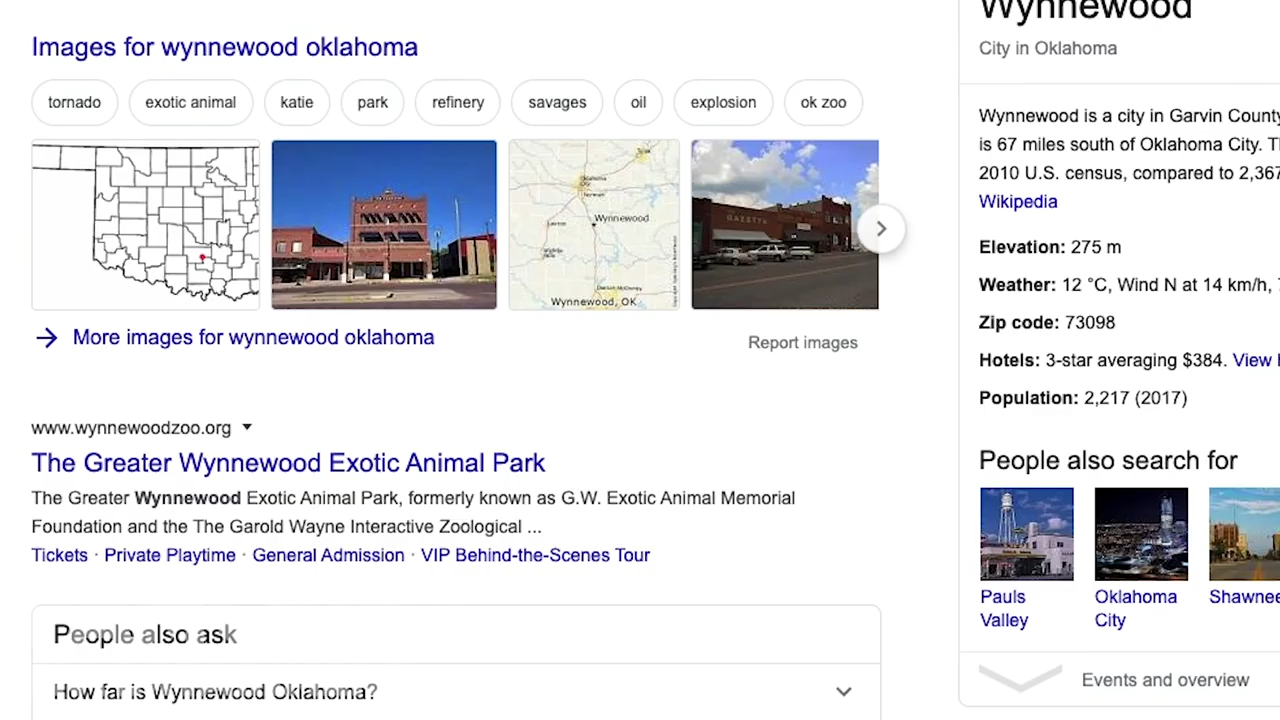 Images for wynnewood oklahoma
tornado
exotic animal
katie
park
refinery
savages
oil
explosion
ok zoo
Wynnewood
Wynnewood, OK
More images for wynnewood oklahoma
Report images
www.wynnewoodzoo.org
The Greater Wynnewood Exotic Animal Park
The Greater Wynnewood Exotic Animal Park, formerly known as G.W. Exotic Animal Memorial
Foundation and the The Garold Wayne Interactive Zoological ...
Tickets · Private Playtime · General Admission · VIP Behind-the-Scenes Tour
People also ask
How far is Wynnewood Oklahoma?
Wynnewood
City in Oklahoma
Wynnewood is a city in Garvin County
is 67 miles south of Oklahoma City.
2010 U.S. census, compared to 2,367
Wikipedia
Elevation: 275 m
Weather: 12 °C, Wind N at 14 km/h,
Zip code: 73098
Hotels: 3-star averaging $384. View
Population: 2,217 (2017)
People also search for
Pauls
Valley
Oklahoma
City
Shawnee
Events and overview